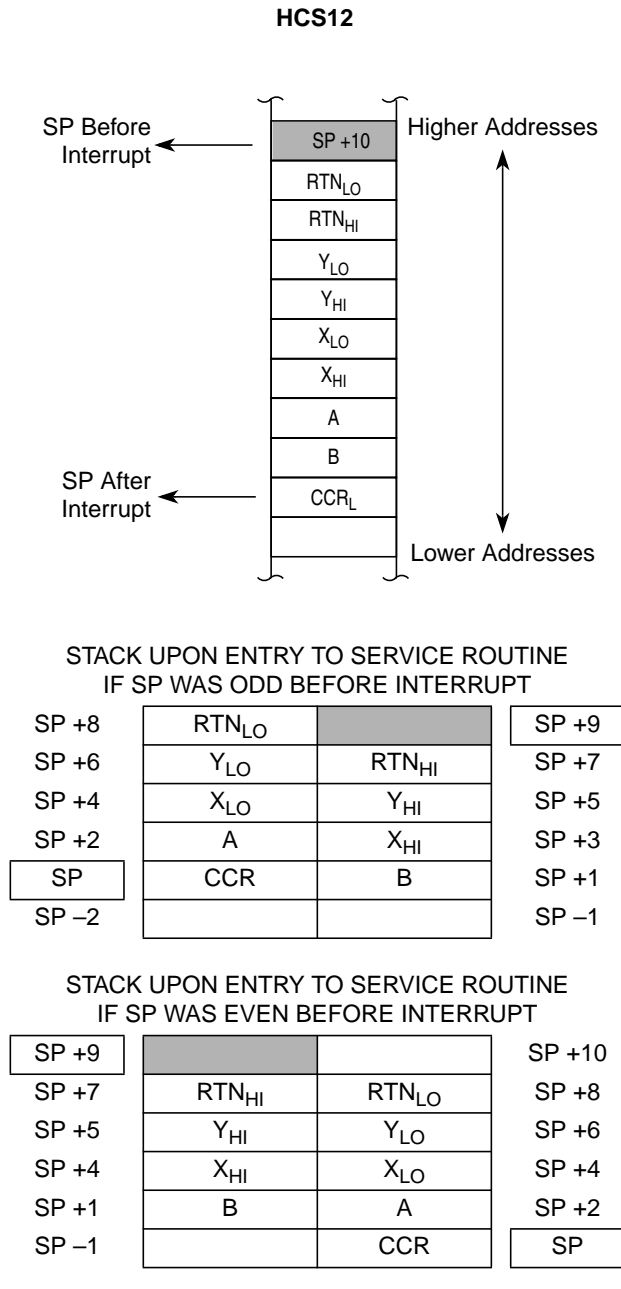 HCS12
SP Before
Interrupt
SP +10
Higher Addresses
RTNLO
RTNHI
YLO
YHI
XLO
XHI
A
B
SP After
Interrupt
CCRL
Lower Addresses
STACK UPON ENTRY TO SERVICE ROUTINE
IF SP WAS ODD BEFORE INTERRUPT
SP +8 RTNLO SP +9
SP +6 YLO RTNHI SP +7
SP +4 XLO YHI SP +5
SP +2 A XHI SP +3
SP CCR B SP +1
SP –2 SP –1
STACK UPON ENTRY TO SERVICE ROUTINE
IF SP WAS EVEN BEFORE INTERRUPT
SP +9 SP +10
SP +7 RTNHI RTNLO SP +8
SP +5 YHI YLO SP +6
SP +4 XHI XLO SP +4
SP +1 B A SP +2
SP –1 CCR SP